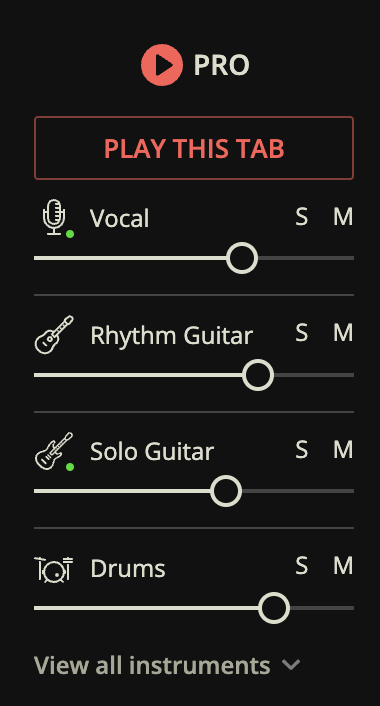 PRO
PLAY THIS TAB
Vocal S M
Rhythm Guitar S M
Solo Guitar S M
Drums S M
View all instruments